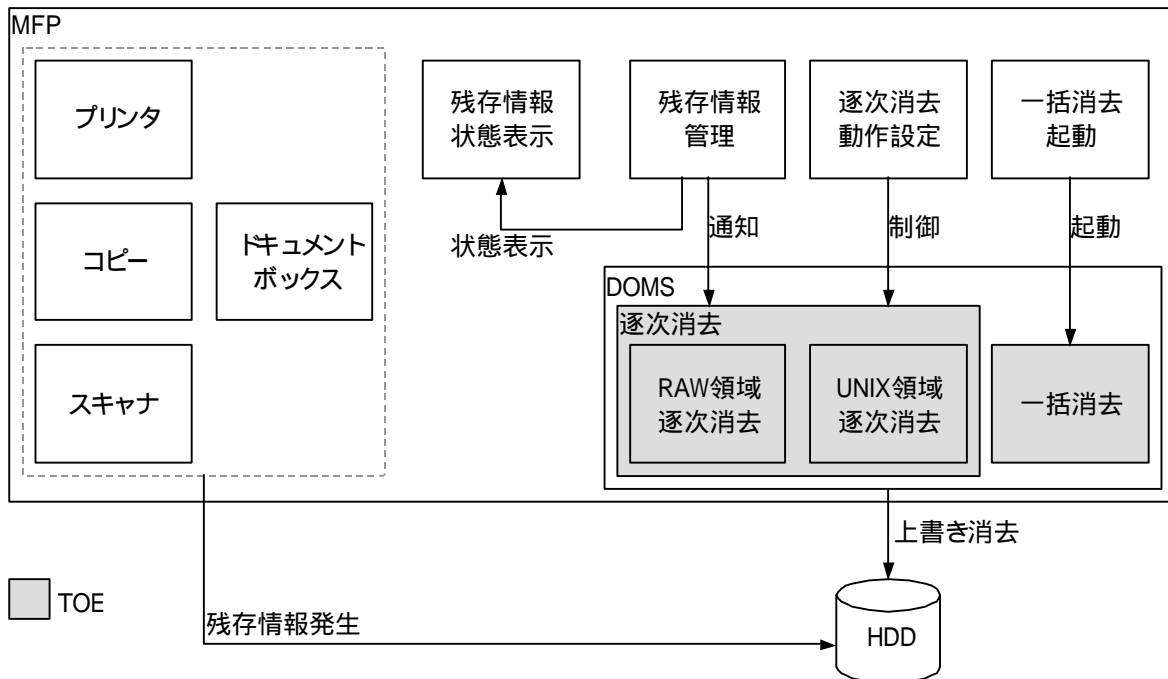 MFP
プリンタ
コピー
スキャナ
ドキュメント
ボックス
残存情報
状態表示
残存情報
管理
逐次消去
動作設定
一括消去
起動
状態表示
通知
制御
起動
DOMS
逐次消去
RAW領域
逐次消去
UNIX領域
逐次消去
一括消去
上書き消去
TOE
残存情報発生
HDD